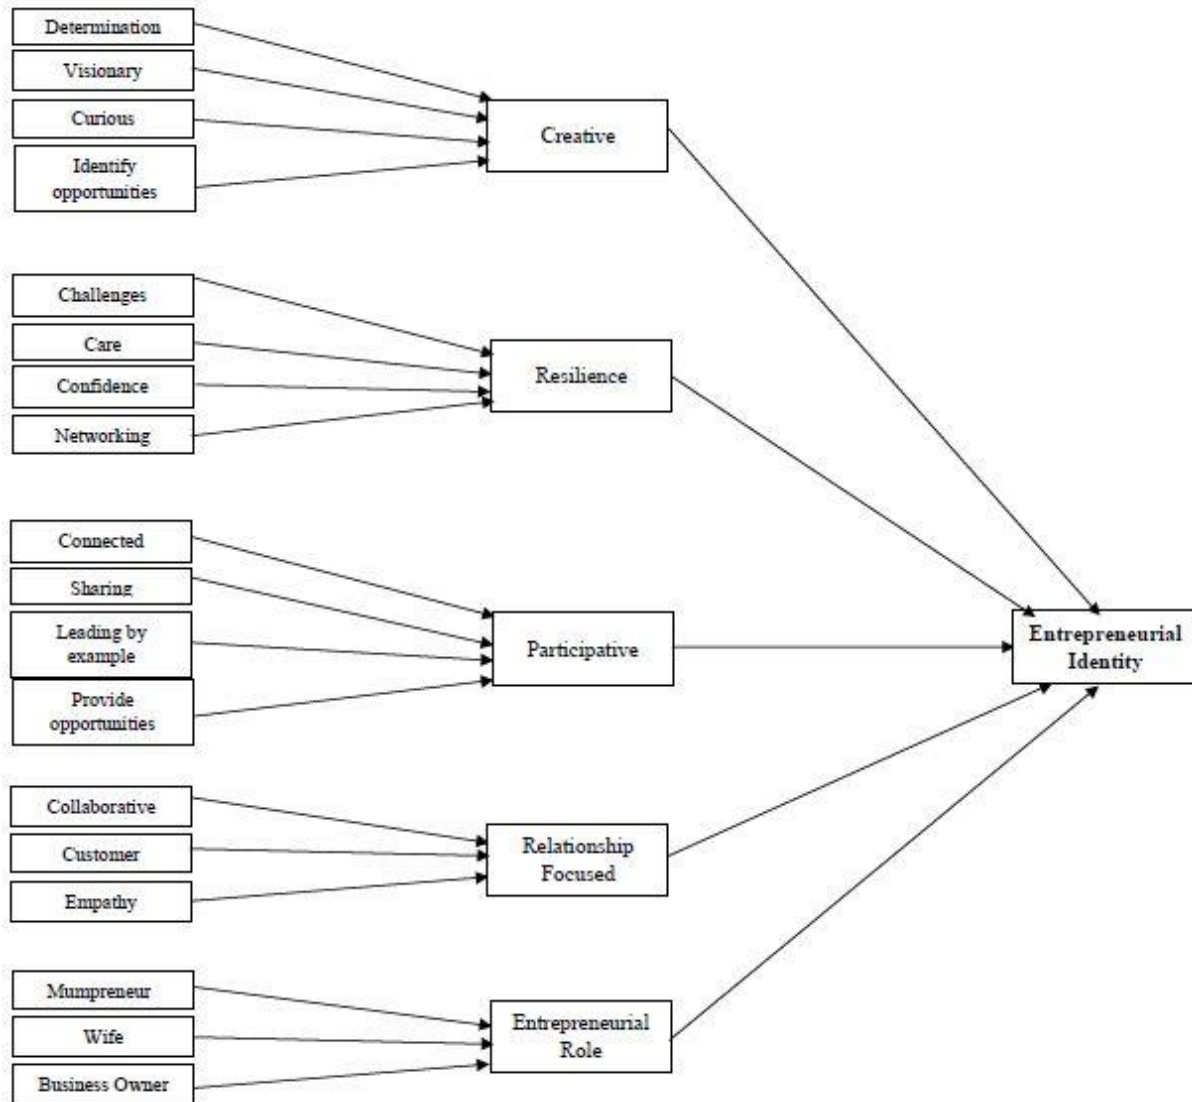 Determination
Visionary
Curious
Identify
opportunities
Creative
Challenges
Care
Confidence
Networking
Resilience
Connected
Sharing
Leading by
example
Provide
opportunities
Participative
Collaborative
Customer
Empathy
Relationship
Focused
Mumpreneur
Wife
Business Owner
Entrepreneurial
Role
Entrepreneurial
Identity